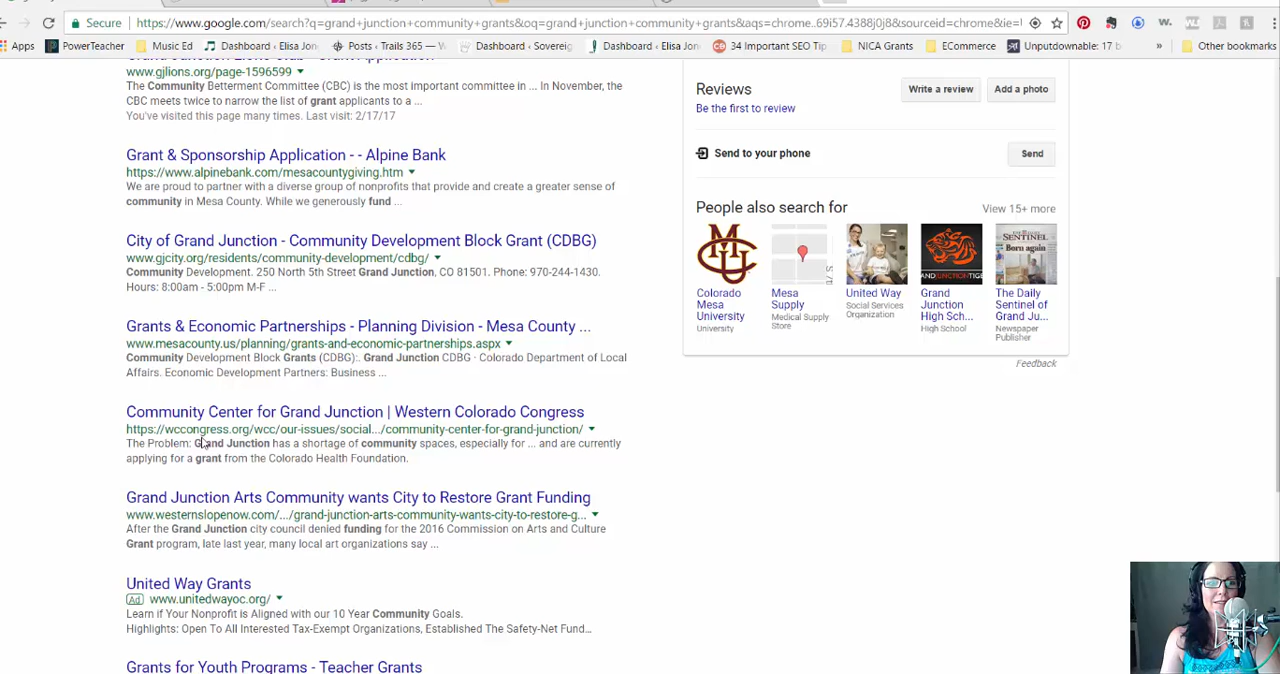 Secure
https://www.google.com/search?q=grand+junction+community+grants&oq=grand+junction+community+grants&aqs=chrome..69i57.4388j0j8&sourceid=chrome&ie=
Apps PowerTeacher Music Ed Dashboard ‹ Elisa Jon Posts ‹ Trails 365 — W Dashboard ‹ Sovereig Dashboard ‹ Elisa Jon 34 Important SEO Tip NICA Grants ECommerce Unputdownable: 17 b » Other bookmarks
www.gjlions.org/page-1596599
The Community Betterment Committee (CBC) is the most important committee in ... In November, the
CBC meets twice to narrow the list of grant applicants to a ...
You've visited this page many times. Last visit: 2/17/17
Grant & Sponsorship Application - - Alpine Bank
https://www.alpinebank.com/mesacountygiving.htm
We are proud to partner with a diverse group of nonprofits that provide and create a greater sense of
community in Mesa County. While we generously fund ...
City of Grand Junction - Community Development Block Grant (CDBG)
www.gjcity.org/residents/community-development/cdbg/
Community Development. 250 North 5th Street Grand Junction, CO 81501. Phone: 970-244-1430.
Hours: 8:00am - 5:00pm M-F ...
Grants & Economic Partnerships - Planning Division - Mesa County ...
www.mesacounty.us/planning/grants-and-economic-partnerships.aspx
Community Development Block Grants (CDBG):. Grand Junction CDBG · Colorado Department of Local
Affairs. Economic Development Partners: Business ...
Community Center for Grand Junction | Western Colorado Congress
https://wccongress.org/wcc/our-issues/social.../community-center-for-grand-junction/
The Problem: Grand Junction has a shortage of community spaces, especially for ... and are currently
applying for a grant from the Colorado Health Foundation.
Grand Junction Arts Community wants City to Restore Grant Funding
www.westernslopenow.com/.../grand-junction-arts-community-wants-city-to-restore-g...
After the Grand Junction city council denied funding for the 2016 Commission on Arts and Culture
Grant program, late last year, many local art organizations say ...
United Way Grants
Ad www.unitedwayoc.org/
Learn if Your Nonprofit is Aligned with our 10 Year Community Goals.
Highlights: Open To All Interested Tax-Exempt Organizations, Established The Safety-Net Fund...
Grants for Youth Programs - Teacher Grants
Reviews
Write a review
Add a photo
Be the first to review
Send to your phone
Send
People also search for
View 15+ more
Colorado
Mesa
University
University
Mesa
Supply
Medical Supply
Store
United Way
Social Services
Organization
Grand
Junction
High Sch...
High School
The Daily
Sentinel of
Grand Ju...
Newspaper
Publisher
SENTINEL
Born again
Feedback